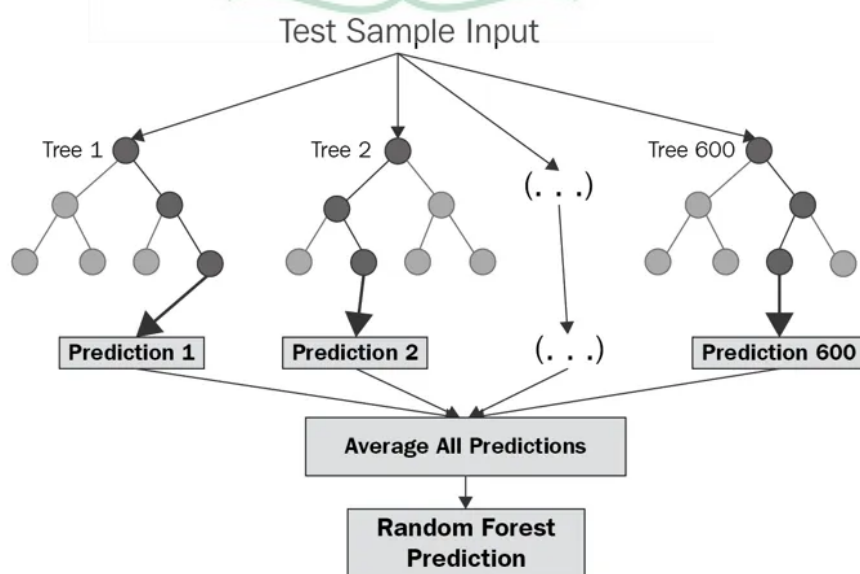 Test Sample Input
Tree 1
Tree 2
Tree 600
(. . .)
Prediction 1
Prediction 2
(. . .)
Prediction 600
Average All Predictions
Random Forest
Prediction